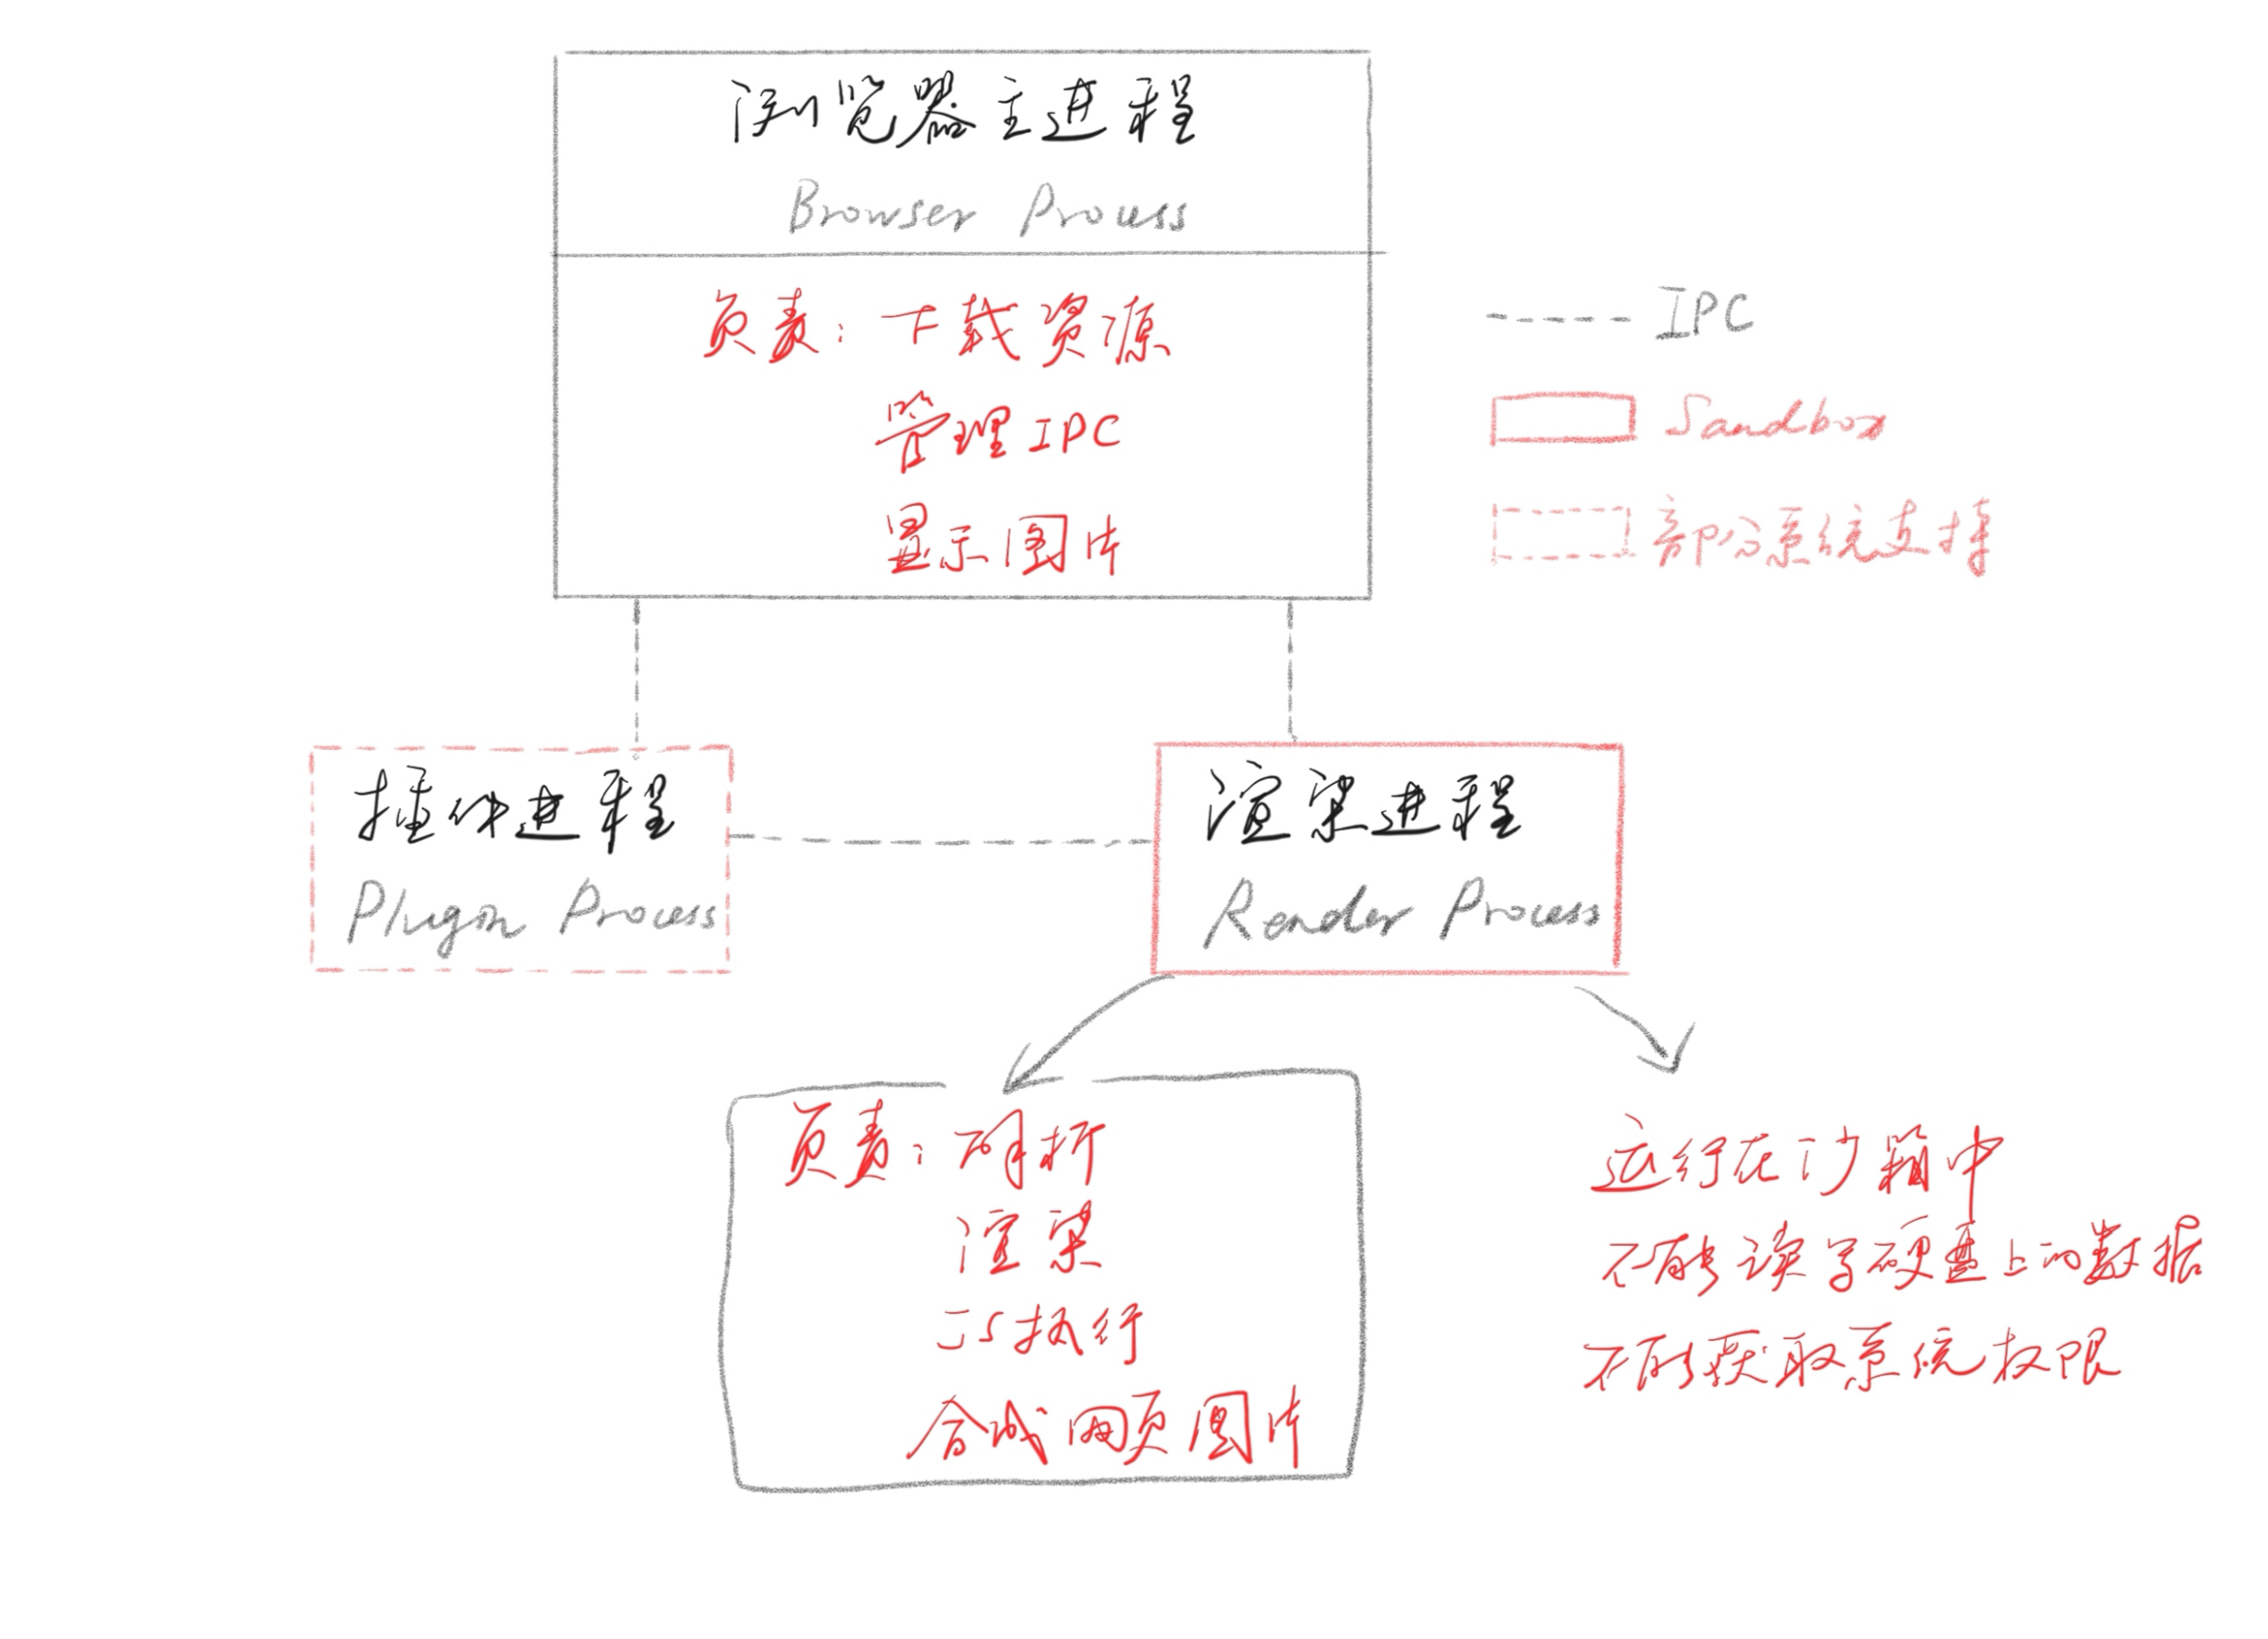 浏览器主进程
Browser Process
负责：下载资源
管理IPC
显示图片
IPC
Sandbox
部分系统支持
插件进程
Plugin Process
渲染进程
Render Process
负责：解析
渲染
JS执行
合成网页图片
运行在沙箱中
不能读写硬盘上的数据
不能获取系统权限